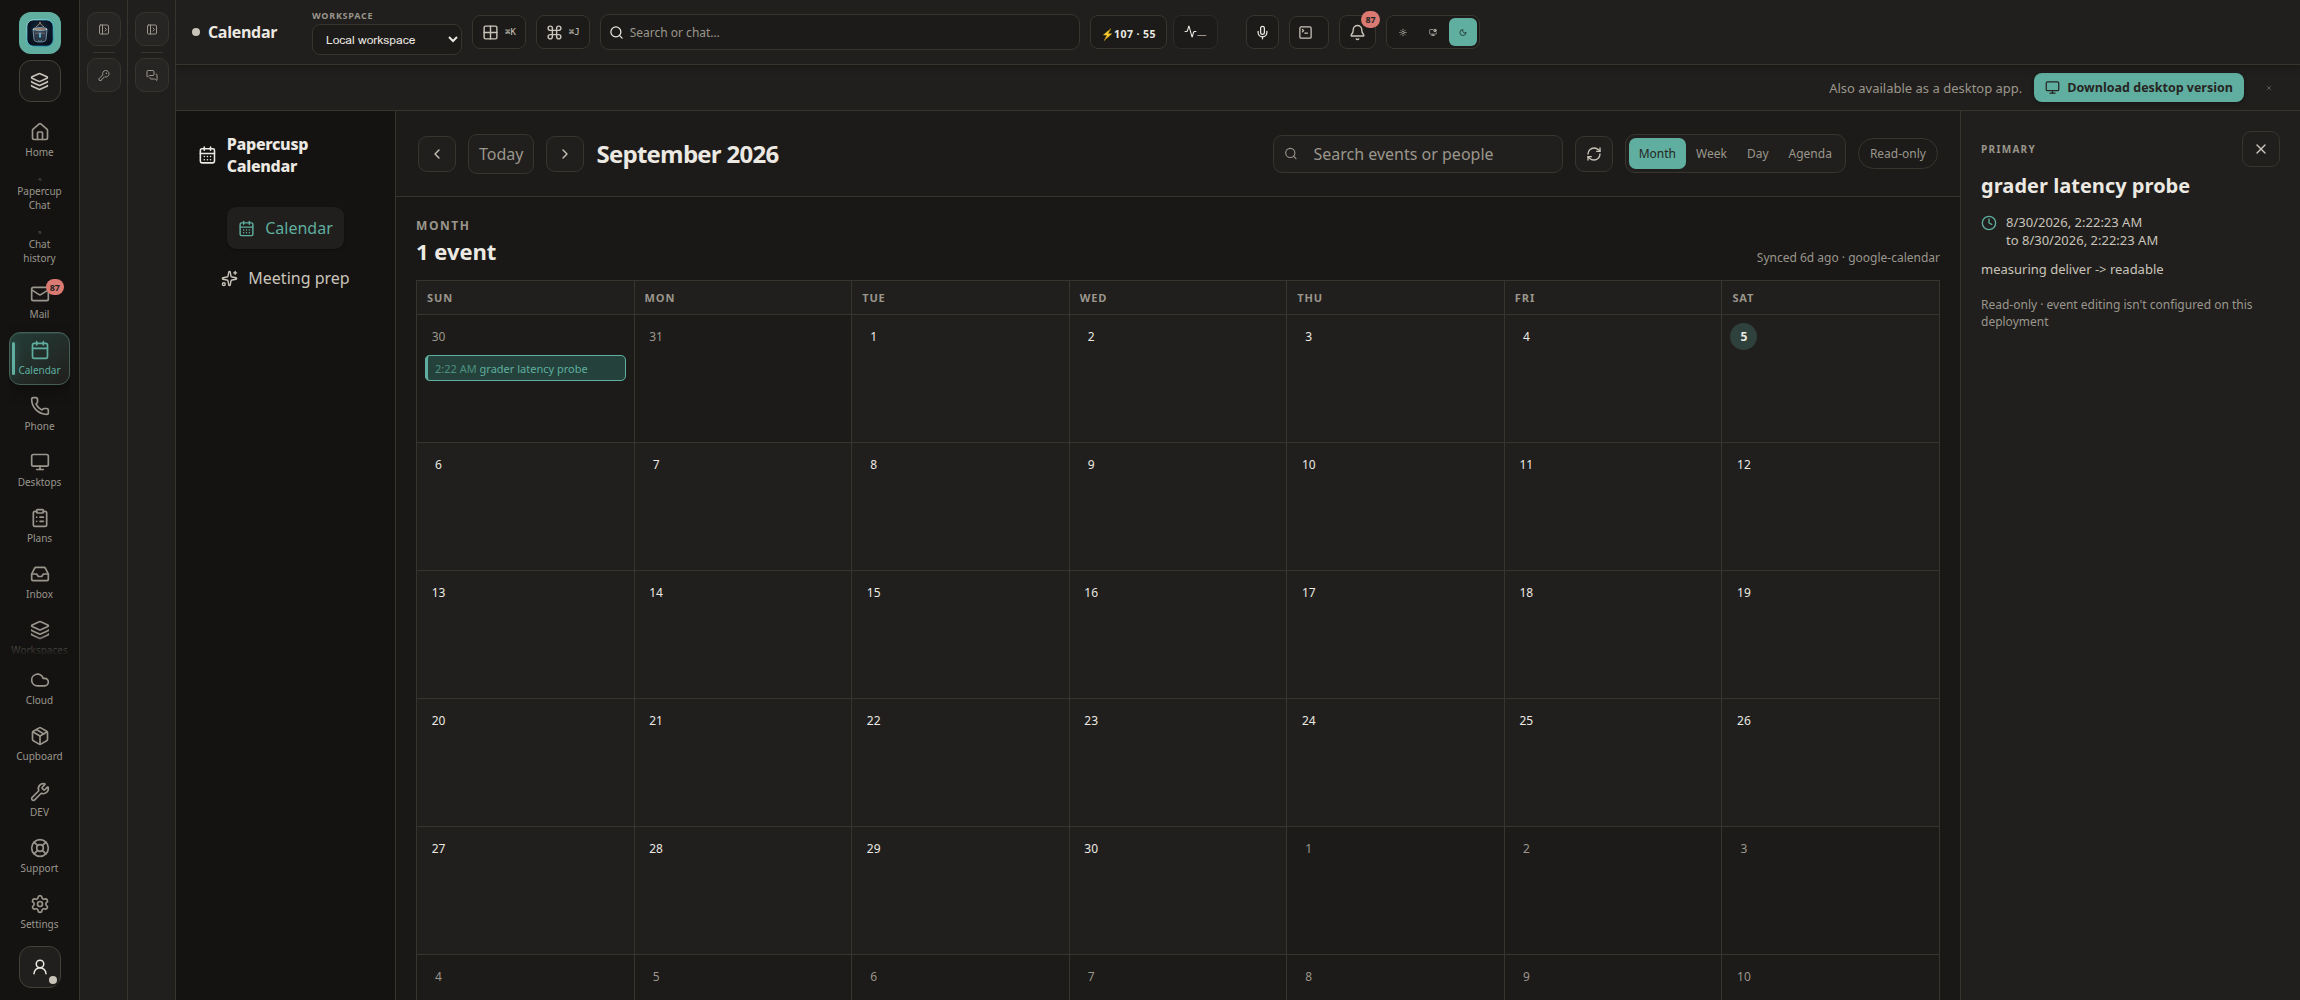 Calendar
WORKSPACE
Local workspace
⌘K
⌘J
Search or chat...
⚡107 · 55
—
87
Also available as a desktop app.
Download desktop version
Home
Papercup
Chat
Chat
history
87
Mail
Calendar
Phone
Desktops
Plans
Inbox
Workspaces
Cloud
Cupboard
DEV
Support
Settings
Papercusp
Calendar
Calendar
Meeting prep
Today
September 2026
Search events or people
Month
Week
Day
Agenda
Read-only
MONTH
1 event
Synced 6d ago · google-calendar
SUN MON TUE WED THU FRI SAT
30 31 1 2 3 4 5
2:22 AM grader latency probe
6 7 8 9 10 11 12
13 14 15 16 17 18 19
20 21 22 23 24 25 26
27 28 29 30 1 2 3
4 5 6 7 8 9 10
PRIMARY
grader latency probe
8/30/2026, 2:22:23 AM
to 8/30/2026, 2:22:23 AM
measuring deliver -> readable
Read-only · event editing isn't configured on this
deployment